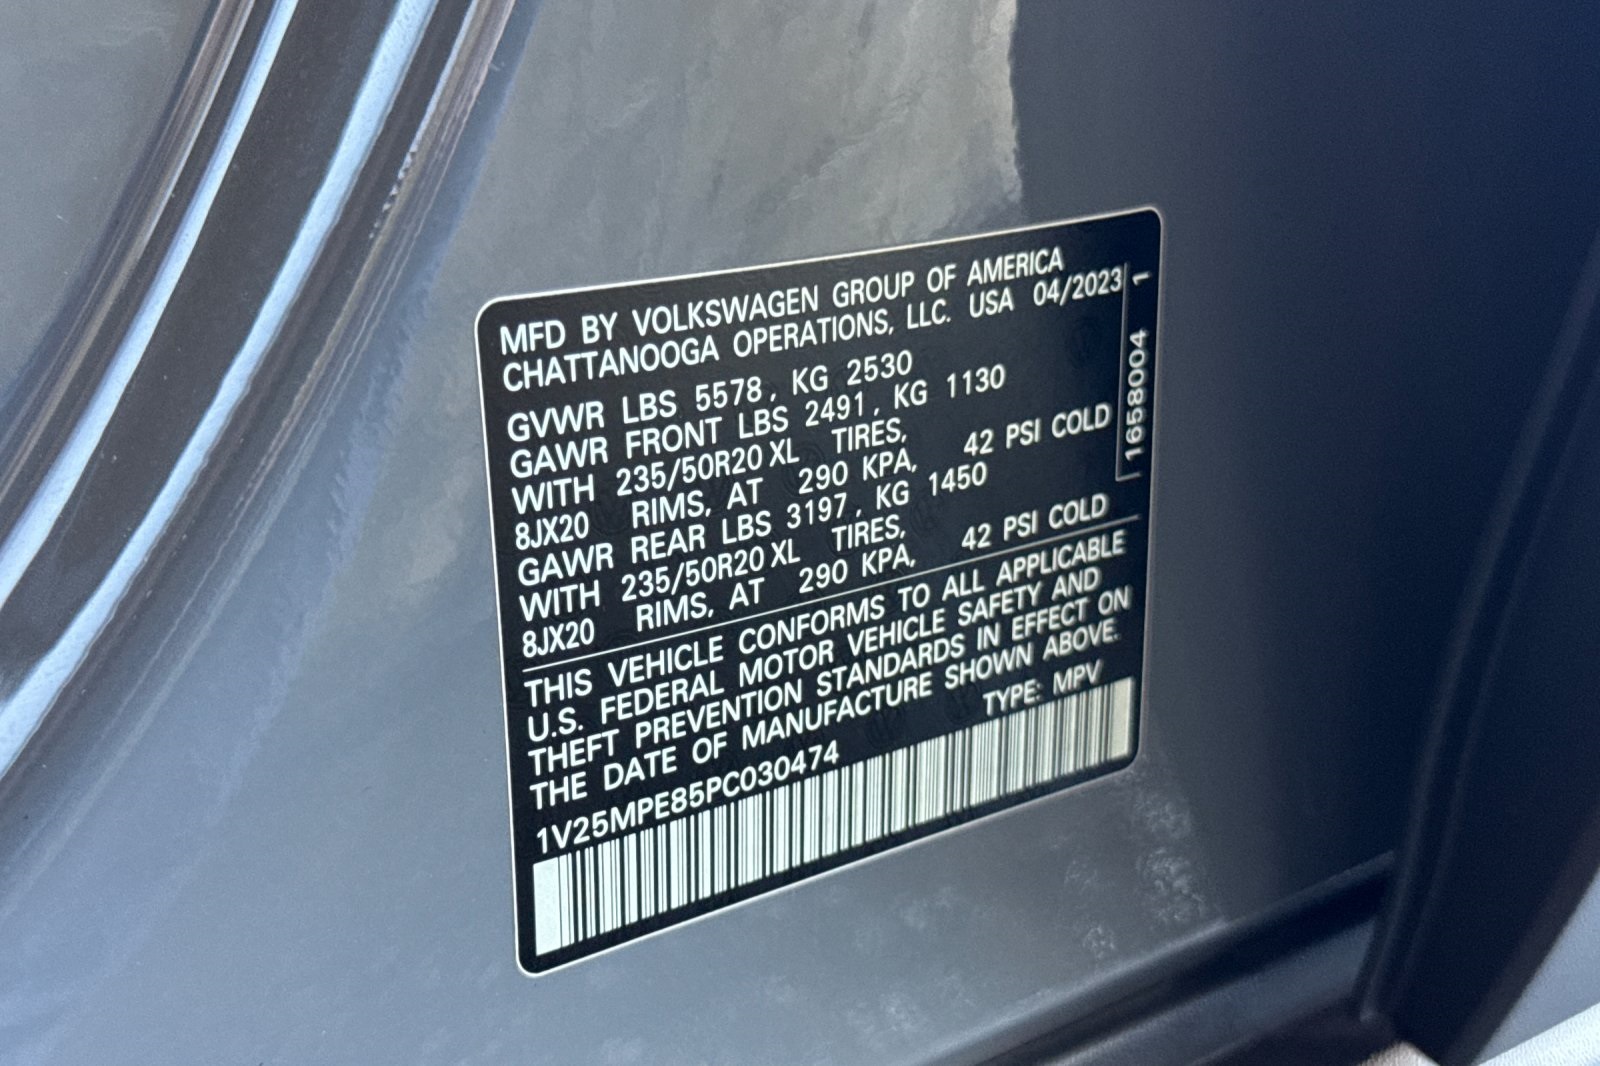 MFD BY VOLKSWAGEN GROUP OF AMERICA
CHATTANOOGA OPERATIONS, LLC. USA 04/2023
GVWR LBS 5578, KG 2530
GAWR FRONT LBS 2491, KG 1130
WITH 235/50R20 XL TIRES,
8JX20 RIMS, AT 290 KPA, 42 PSI COLD
GAWR REAR LBS 3197, KG 1450
WITH 235/50R20 XL TIRES,
8JX20 RIMS, AT 290 KPA, 42 PSI COLD
THIS VEHICLE CONFORMS TO ALL APPLICABLE
U.S. FEDERAL MOTOR VEHICLE SAFETY AND
THEFT PREVENTION STANDARDS IN EFFECT ON
THE DATE OF MANUFACTURE SHOWN ABOVE.
1V25MPE85PC030474 TYPE: MPV
1658004 1